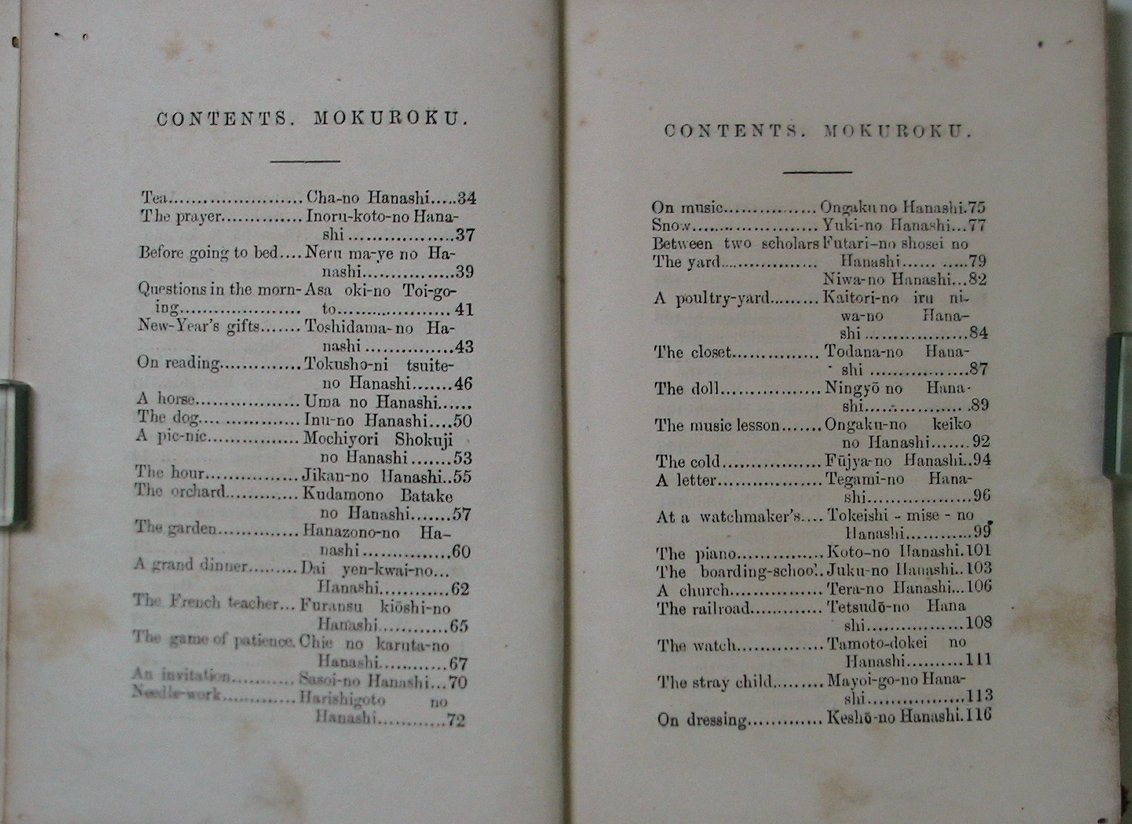 CONTENTS. MOKUROKU.
Tea....................... Cha-no Hanashi.....34
The prayer.............. Inoru-koto-no Hana-
shi ..................37
Before going to bed.... Neru ma-ye no Ha-
nashi................39
Questions in the morn- Asa oki-no Toi-go-
ing..................... to.................... 41
New-Year's gifts....... Toshidama-no Ha-
nashi ...............43
On reading.............. Tokusho-ni tsuite-
no Hanashi.......46
A horse.................. Uma no Hanashi......
The dog.... ............. Inu-no Hanashi....50
A pic-nic................ Mochiyori Shokuji
no Hanashi .......53
The hour................ Jikan-no Hanashi..55
The orchard............. Kudamono Batake
no Hanashi.......57
The garden.............. Hanazono-no Ha-
nashi ...............60
A grand dinner......... Dai yen-kwai-no...
Hanashi............62
The French teacher... Furansu kiōshi-no
Hanashi............65
The game of patience. Chie no karuta-no
Hanashi............67
An invitation........... Sasoi-no Hanashi...70
Needle-work............. Harishigoto no
Hanashi............72
CONTENTS. MOKUROKU.
On music................ Ongaku no Hanashi.75
Snow..................... Yuki-no Hanashi...77
Between two scholars Futari-no shosei no
The yard................. Hanashi...... .....79
Niwa-no Hanashi...82
A poultry-yard......... Kaitori-no iru ni-
wa-no Hana-
shi ..................84
The closet............... Todana-no Hana-
shi .................87
The doll................. Ningyō no Hana-
shi.................. .89
The music lesson....... Ongaku-no keiko
no Hanashi.......92
The cold................. Fūjya-no Hanashi..94
A letter.................. Tegami-no Hana-
shi..................96
At a watchmaker's.... Tokeishi - mise - no
Hanashi............99
The piano............... Koto-no Hanashi.101
The boarding-school.. Juku-no Hanashi..103
A church................ Tera-no Hanashi...106
The railroad............ Tetsudō-no Hana
shi.................108
The watch............... Tamoto-dokei no
Hanashi..........111
The stray child......... Mayoi-go-no Hana-
shi.................113
On dressing............. Keshō-no Hanashi.116